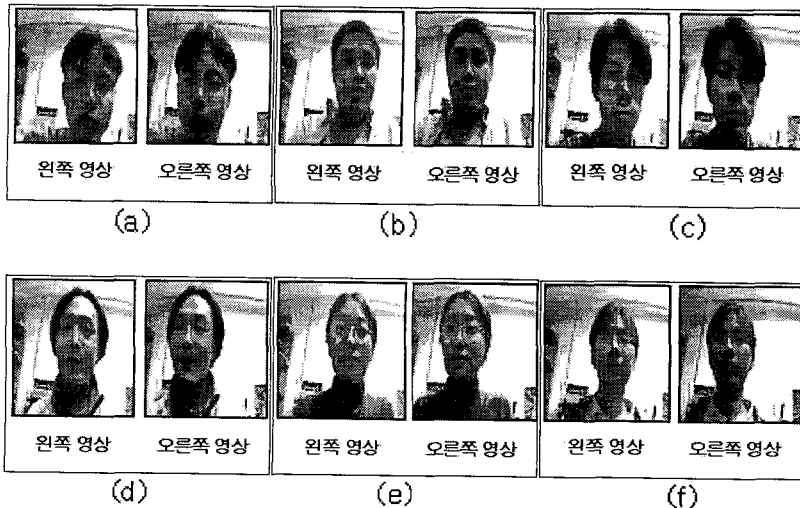 왼쪽 영상 오른쪽 영상 왼쪽 영상 오른쪽 영상 왼쪽 영상 오른쪽 영상
(a) (b) (c)
왼쪽 영상 오른쪽 영상 왼쪽 영상 오른쪽 영상 왼쪽 영상 오른쪽 영상
(d) (e) (f)